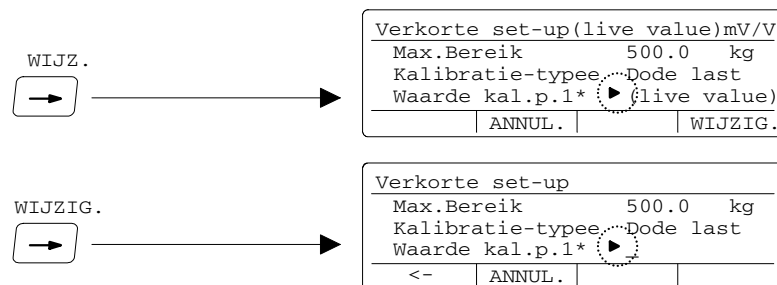 WIJZ.
Verkorte set-up(live value)mV/V
Max.Bereik 500.0 kg
Kalibratie-typee Dode last
Waarde kal.p.1* (live value)
ANNUL. WIJZIG.
WIJZIG.
Verkorte set-up
Max.Bereik 500.0 kg
Kalibratie-typee Dode last
Waarde kal.p.1* _
<- ANNUL.